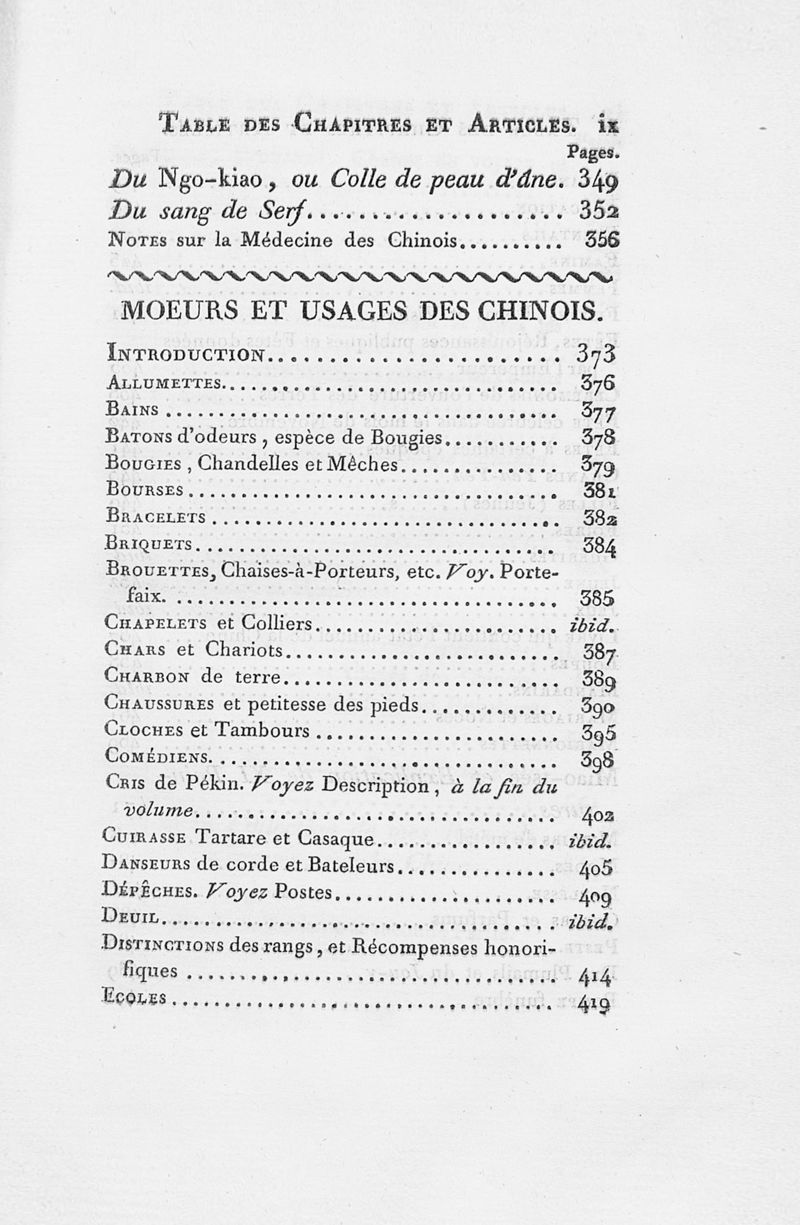 TABLE DES CHAPITRES ET ARTICLES. ix
Pages.
Du Ngo-kiao, ou Colle de peau d'âne. 349
Du sang de Serf.................... 352
NOTES sur la Médecine des Chinois.......... 356
MOEURS ET USAGES DES CHINOIS.
INTRODUCTION........................ 373
ALLUMETTES............................... 376
BAINS.................................... 377
BATONS d'odeurs, espèce de Bougies........... 378
BOUGIES, Chandelles et Mêches............... 379
BOURSES.................................. 381
BRACELETS................................ 382
BRIQUETS................................. 384
BROUETTES, Chaises-à-Porteurs, etc. Voy. Porte-
faix. ................................... 385
CHAPELETS et Colliers....................... ibid.
CHARS et Chariots.......................... 387
CHARBON de terre.......................... 389
CHAUSSURES et petitesse des pieds............. 390
CLOCHES et Tambours....................... 395
COMÉDIENS. ............................... 398
CRIS de Pékin. Voyez Description, à la fin du
volume................................... 402
CUIRASSE Tartare et Casaque................. ibid.
DANSEURS de corde et Bateleurs............... 405
DÉPÊCHES. Voyez Postes..................... 409
DEUIL..................................... ibid.
DISTINCTIONS des rangs, et Récompenses honori-
fiques.................................... 414
ECOLES................................... 419